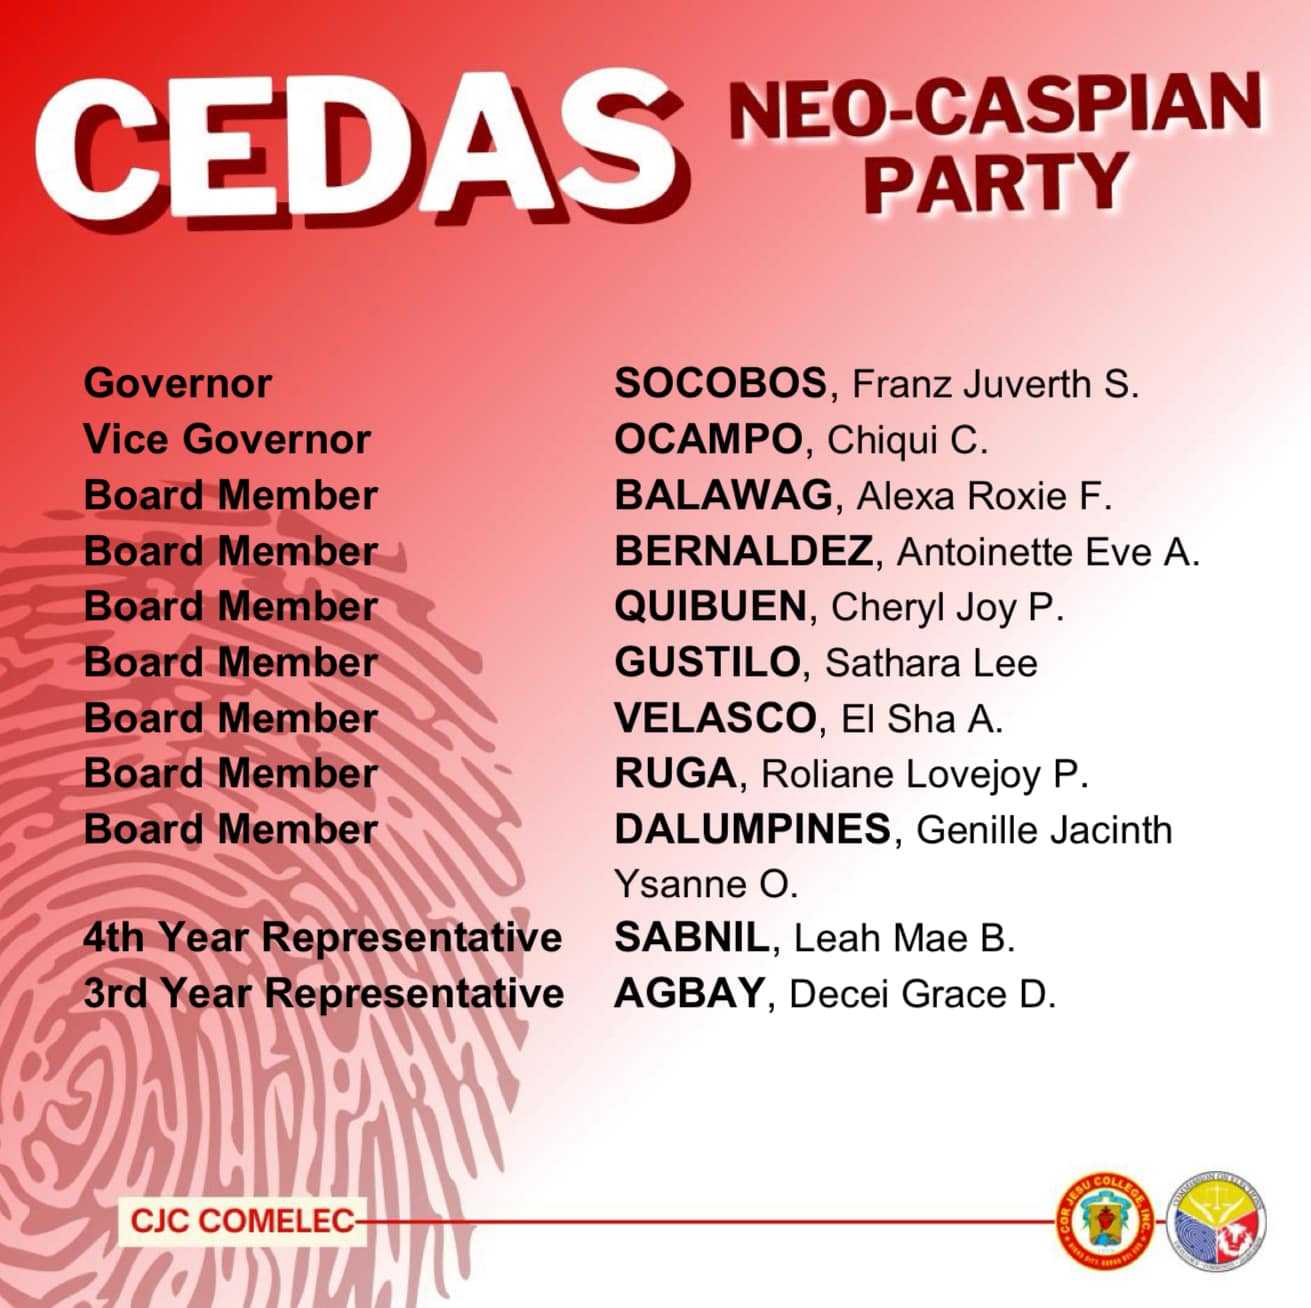 CEDAS
NEO-CASPIAN
PARTY
Governor SOCOBOS, Franz Juverth S.
Vice Governor OCAMPO, Chiqui C.
Board Member BALAWAG, Alexa Roxie F.
Board Member BERNALDEZ, Antoinette Eve A.
Board Member QUIBUEN, Cheryl Joy P.
Board Member GUSTILO, Sathara Lee
Board Member VELASCO, El Sha A.
Board Member RUGA, Roliane Lovejoy P.
Board Member DALUMPINES, Genille Jacinth
Ysanne O.
4th Year Representative SABNIL, Leah Mae B.
3rd Year Representative AGBAY, Decei Grace D.
CJC COMELEC
COR JESU COLLEGE, INC.
COMMISSION ON ELECTIONS